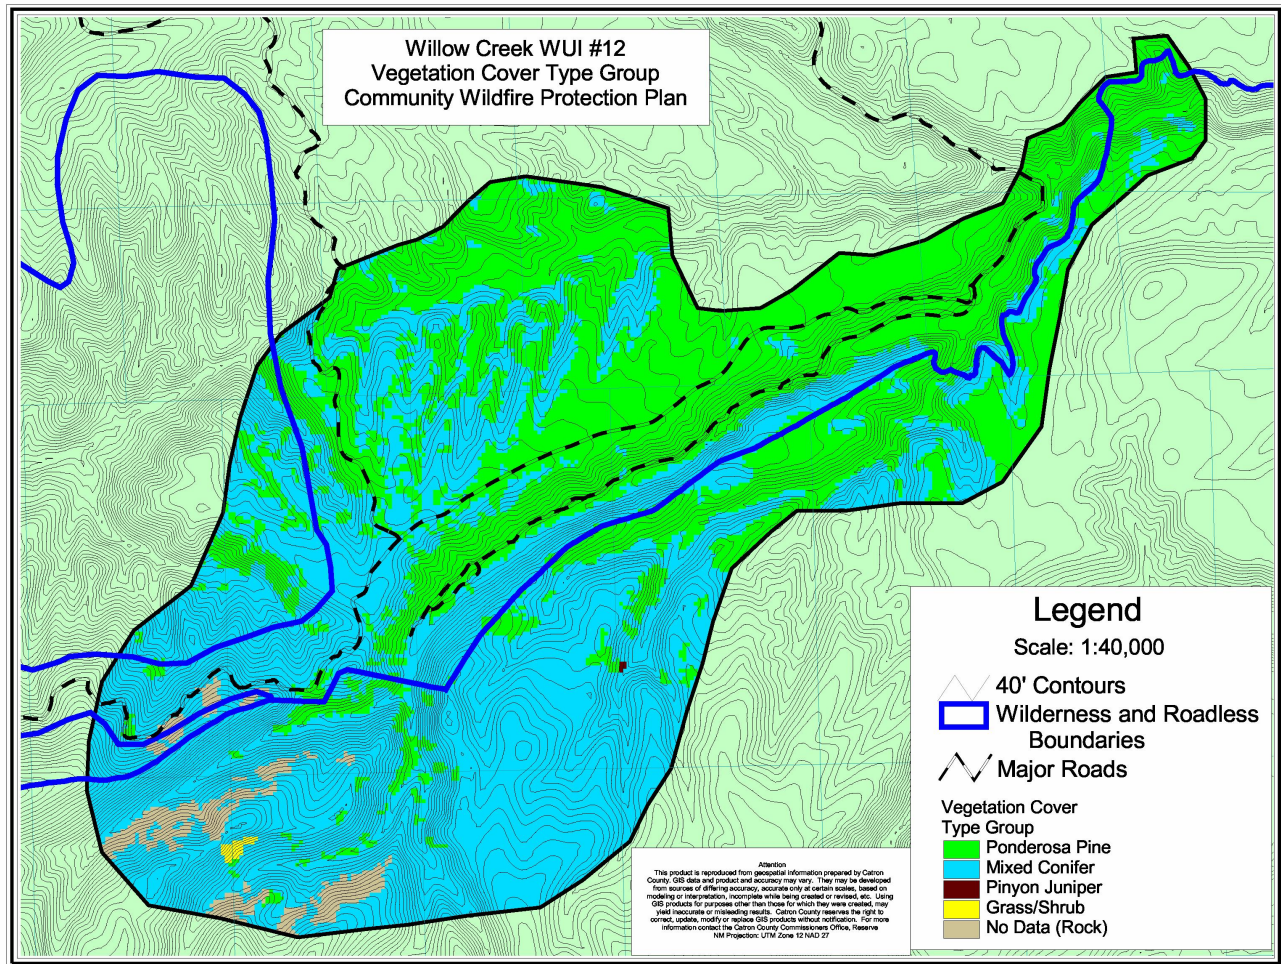 Willow Creek WUI #12
Vegetation Cover Type Group
Community Wildfire Protection Plan
Legend
Scale: 1:40,000
40' Contours
Wilderness and Roadless
Boundaries
Major Roads
Vegetation Cover
Type Group
Ponderosa Pine
Mixed Conifer
Pinyon Juniper
Grass/Shrub
No Data (Rock)
Attention
This product is reproduced from geospatial information prepared by Catron
County. GIS data and product and accuracy may vary. They may be developed
from sources of differing accuracy, accurate only at certain scales, based on
modeling or interpretation, incomplete while being created or revised, etc. Using
GIS products for purposes other than those for which they were created, may
yield inaccurate or misleading results. Catron County reserves the right to
correct, update, modify or replace GIS products without notification. For more
information contact the Catron County Commissioners Office, Reserve
NM Projection: UTM Zone 12 NAD 27